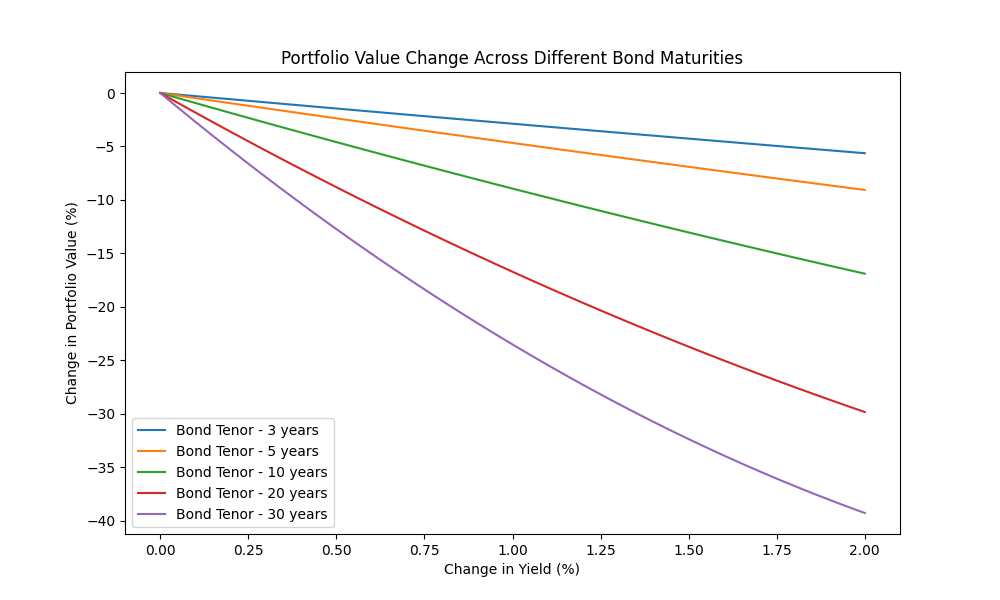 Portfolio Value Change Across Different Bond Maturities
Change in Portfolio Value (%)
0
−5
−10
−15
−20
−25
−30
−35
−40
Bond Tenor - 3 years
Bond Tenor - 5 years
Bond Tenor - 10 years
Bond Tenor - 20 years
Bond Tenor - 30 years
0.00 0.25 0.50 0.75 1.00 1.25 1.50 1.75 2.00
Change in Yield (%)